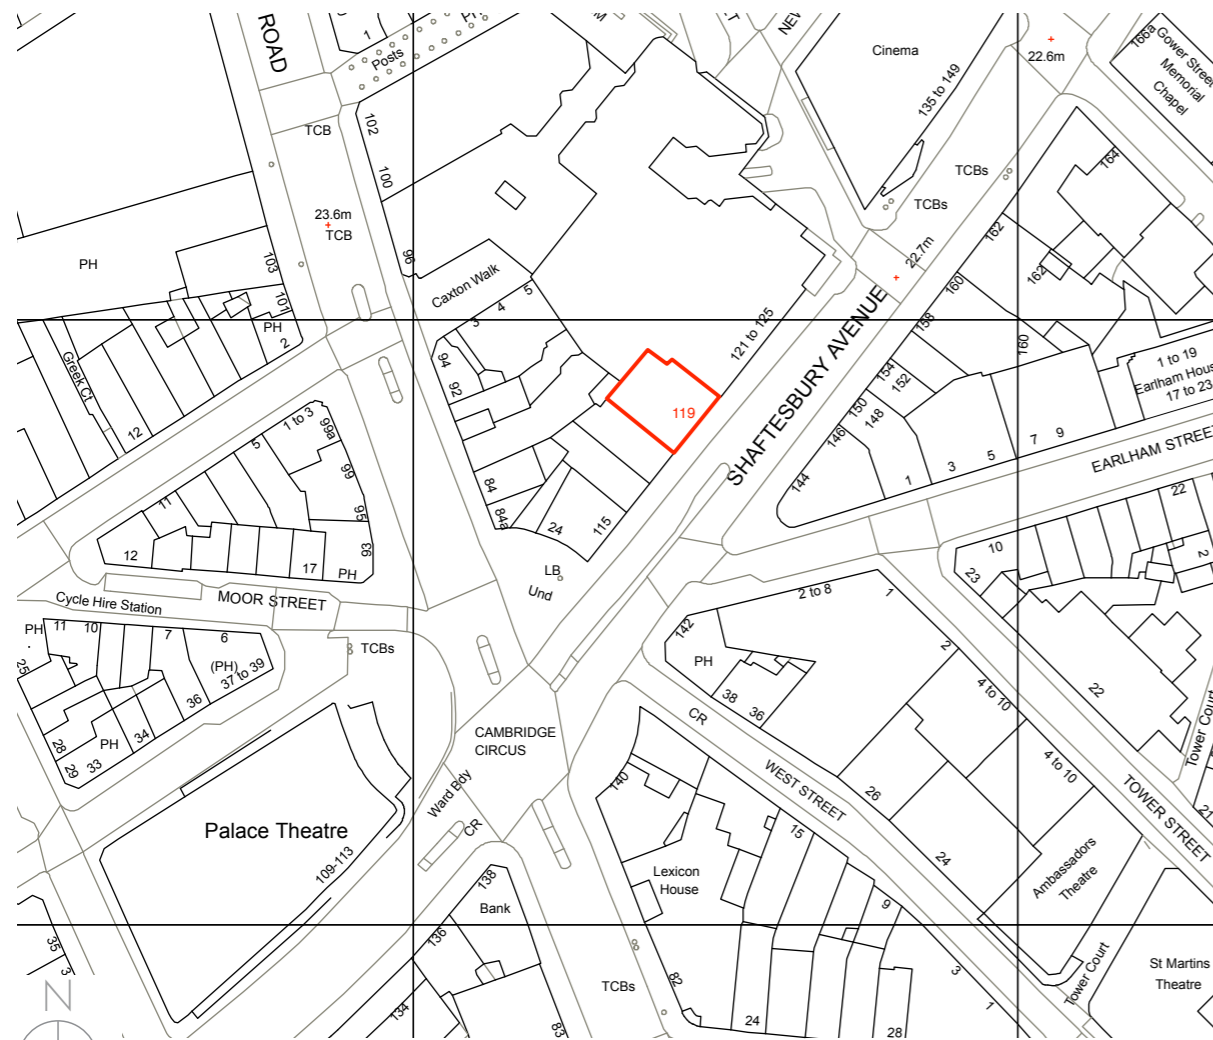 ROAD
1
Posts
TCB
102
100
96
23.6m
TCB
PH
103
101
PH
2
Greek Ct
12
Caxton Walk
3
4
5
94
92
84
84a
24
115
119
121 to 125
SHAFTESBURY AVENUE
Cinema
135 to 149
TCBs
TCBs
22.6m
22.7m
166a
Gower Street
Memorial
Chapel
164
162
162
160
160
158
154
152
150
148
146
144
1
3
5
7
9
1 to 19
Earlham House
17 to 23
EARLHAM STREET
22
10
23
2
22
1 to 3
99a
99
95
93
5
11
12
17
PH
MOOR STREET
Cycle Hire Station
PH
11
10
7
6
(PH)
37 to 39
36
34
33
PH
25
28
29
TCBs
LB
Und
CAMBRIDGE
CIRCUS
Ward Bdy
CR
142
PH
38
36
2 to 8
1
2
4 to 10
4 to 10
CR
WEST STREET
26
24
TOWER STREET
Tower Court
21
Ambassadors
Theatre
Palace Theatre
109-113
140
Lexicon
House
15
9
3
1
138
Bank
136
134
83
82
TCBs
24
28
Tower Court
St Martins
Theatre
35
3
N